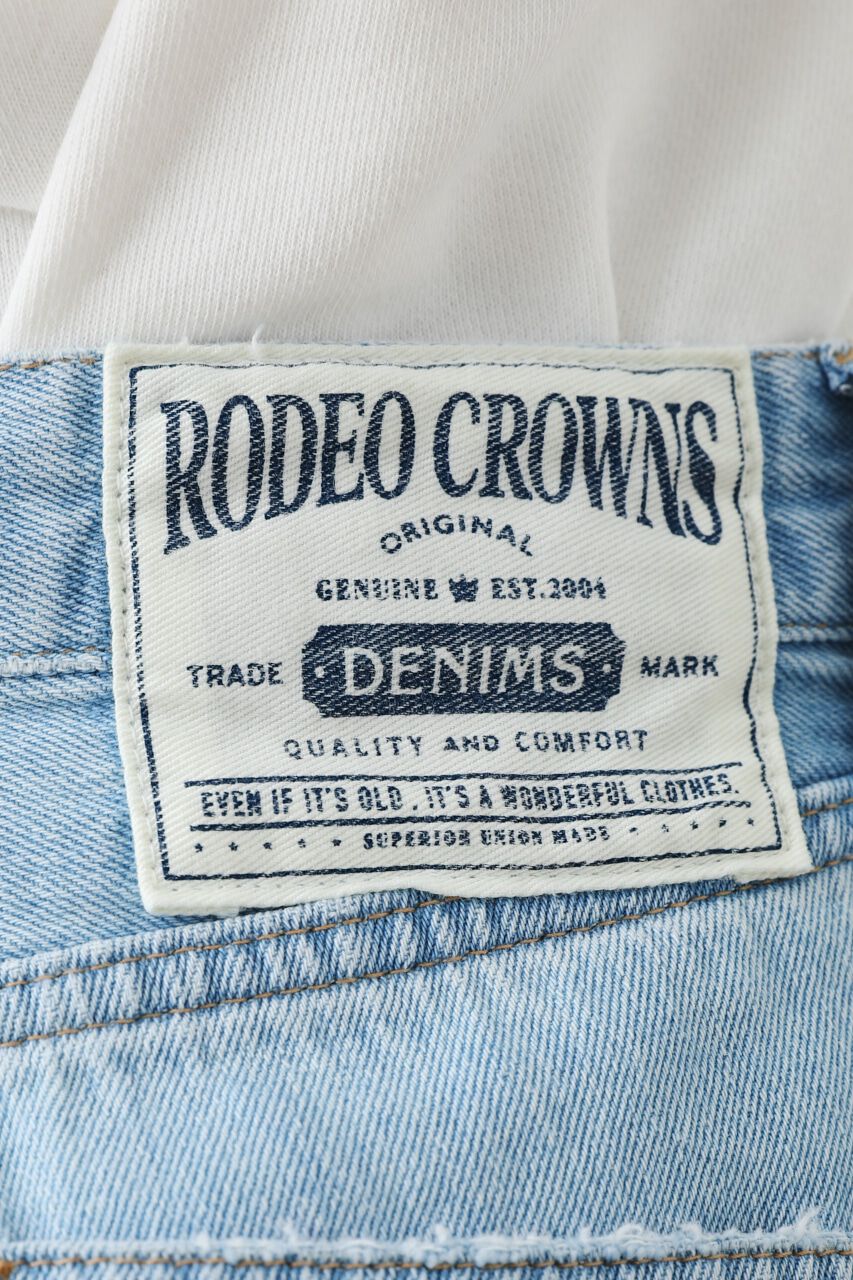 RODEO CROWNS
ORIGINAL
GENUINE EST.2004
TRADE · DENIMS · MARK
QUALITY AND COMFORT
EVEN IF IT'S OLD , IT'S A WONDERFUL CLOTHES.
SUPERIOR UNION MADE